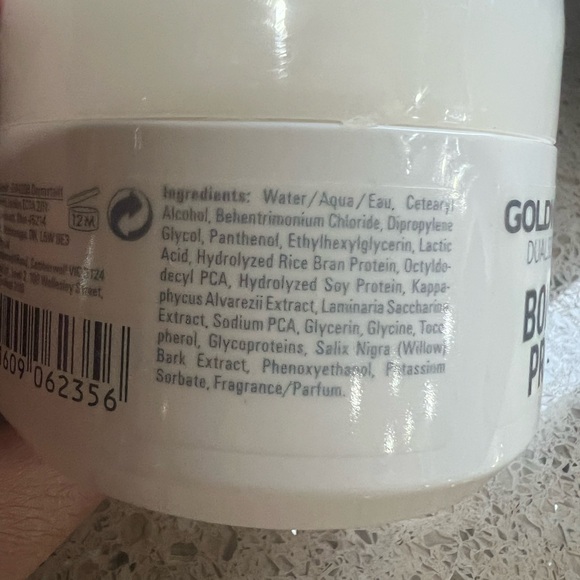 Ingredients: Water/Aqua/Eau, Cetearyl
Alcohol, Behentrimonium Chloride, Dipropylene
Glycol, Panthenol, Ethylhexylglycerin, Lactic
Acid, Hydrolyzed Rice Bran Protein, Octyldo-
decyl PCA, Hydrolyzed Soy Protein, Kappa-
phycus Alvarezii Extract, Laminaria Saccharina
Extract, Sodium PCA, Glycerin, Glycine, Toco-
pherol, Glycoproteins, Salix Nigra (Willow)
Bark Extract, Phenoxyethanol, Potassium
Sorbate, Fragrance/Parfum.
12M
609 062356
GOLD
DUAL
BO
PR